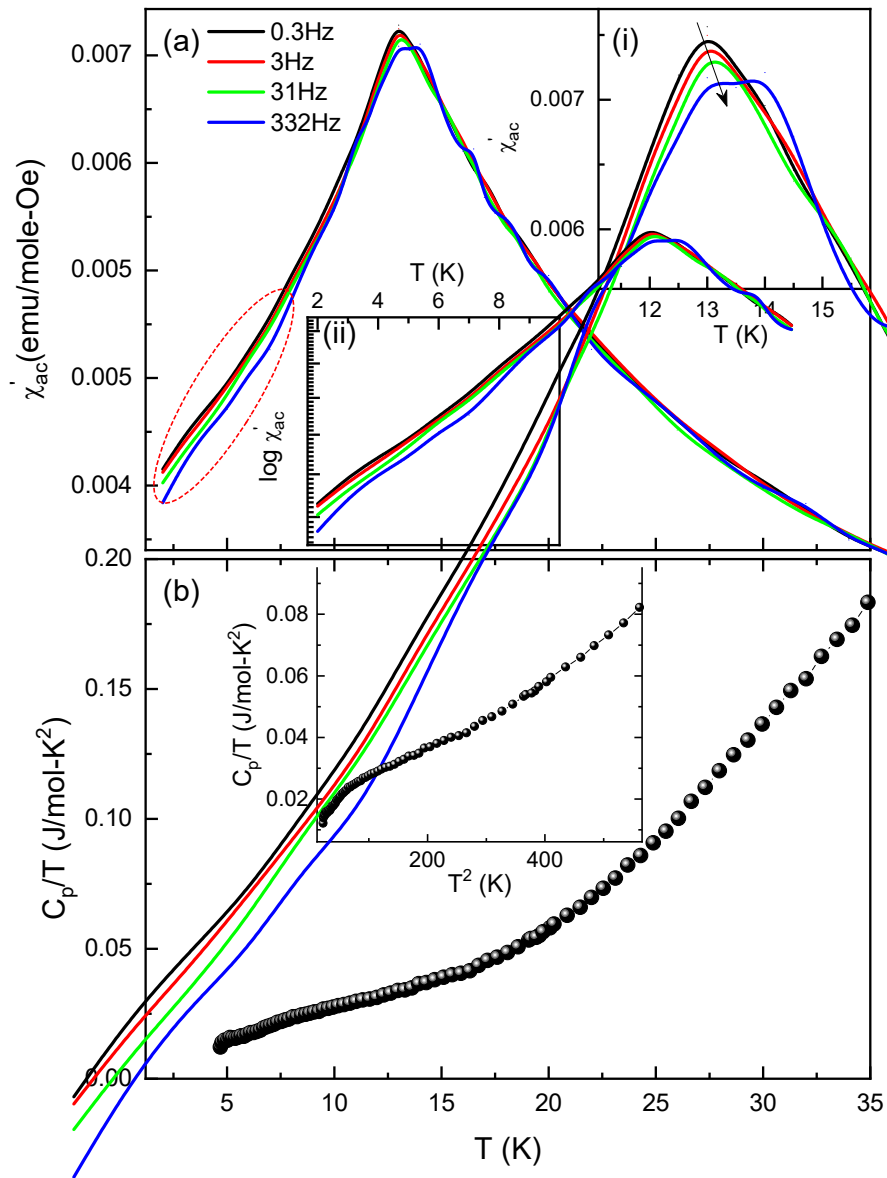 (a)
0.3Hz
3Hz
31Hz
332Hz
(i)
0.007
0.006
0.005
0.004
χ'ac(emu/mole-Oe)
χ'ac
0.007
0.006
12 13 14 15
T (K)
T (K)
2 4 6 8
(ii)
log χ'ac
(b)
0.20
0.15
0.10
0.05
0.00
Cp/T (J/mol-K²)
0.08
0.06
0.04
0.02
Cp/T (J/mol-K²)
200 400
T² (K)
5 10 15 20 25 30 35
T (K)